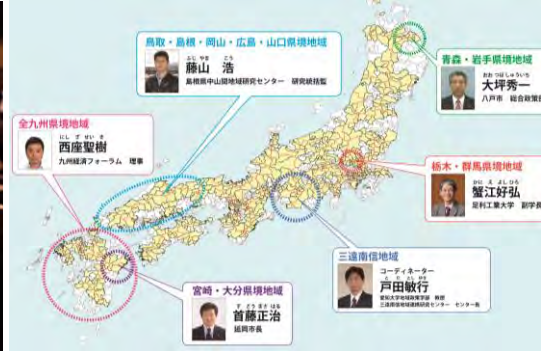 鳥取・島根・岡山・広島・山口県境地域
ふじ やま こう
藤山 浩
島根県中山間地域研究センター 研究統括監
青森・岩手県境地域
おお つぼ しゅういち
大坪秀一
八戸市 総合政策
全九州県境地域
にし ざ せい き
西座聖樹
九州経済フォーラム 理事
栃木・群馬県境地域
かに え よし ひろ
蟹江好弘
足利工業大学 副学長
三遠南信地域
コーディネーター
と だ とし ゆき
戸田敏行
愛知大学地域政策学部 教授
三遠南信地域連携研究センター センター長
宮崎・大分県境地域
す どう まさ はる
首藤正治
延岡市長